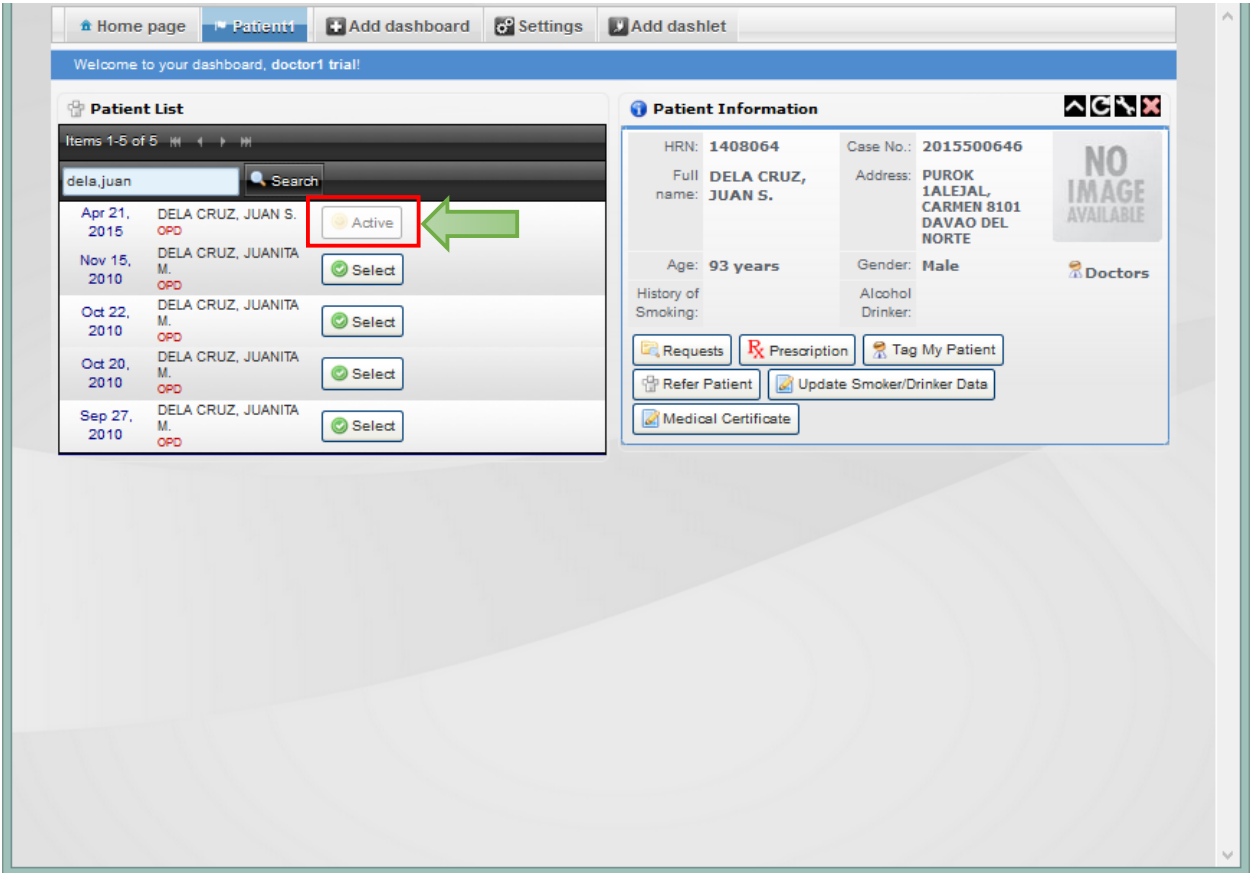 Home page Patient1 Add dashboard Settings Add dashlet
Welcome to your dashboard, doctor1 trial!
Patient List
Items 1-5 of 5
dela,juan Search
Apr 21, 2015 DELA CRUZ, JUAN S. OPD Active
Nov 15, 2010 DELA CRUZ, JUANITA M. OPD Select
Oct 22, 2010 DELA CRUZ, JUANITA M. OPD Select
Oct 20, 2010 DELA CRUZ, JUANITA M. OPD Select
Sep 27, 2010 DELA CRUZ, JUANITA M. OPD Select
Patient Information
HRN: 1408064 Case No.: 2015500646
Full name: DELA CRUZ, JUAN S. Address: PUROK 1ALEJAL, CARMEN 8101 DAVAO DEL NORTE
NO IMAGE AVAILABLE
Age: 93 years Gender: Male
Doctors
History of Smoking: Alcohol Drinker:
Requests Rx Prescription Tag My Patient
Refer Patient Update Smoker/Drinker Data
Medical Certificate